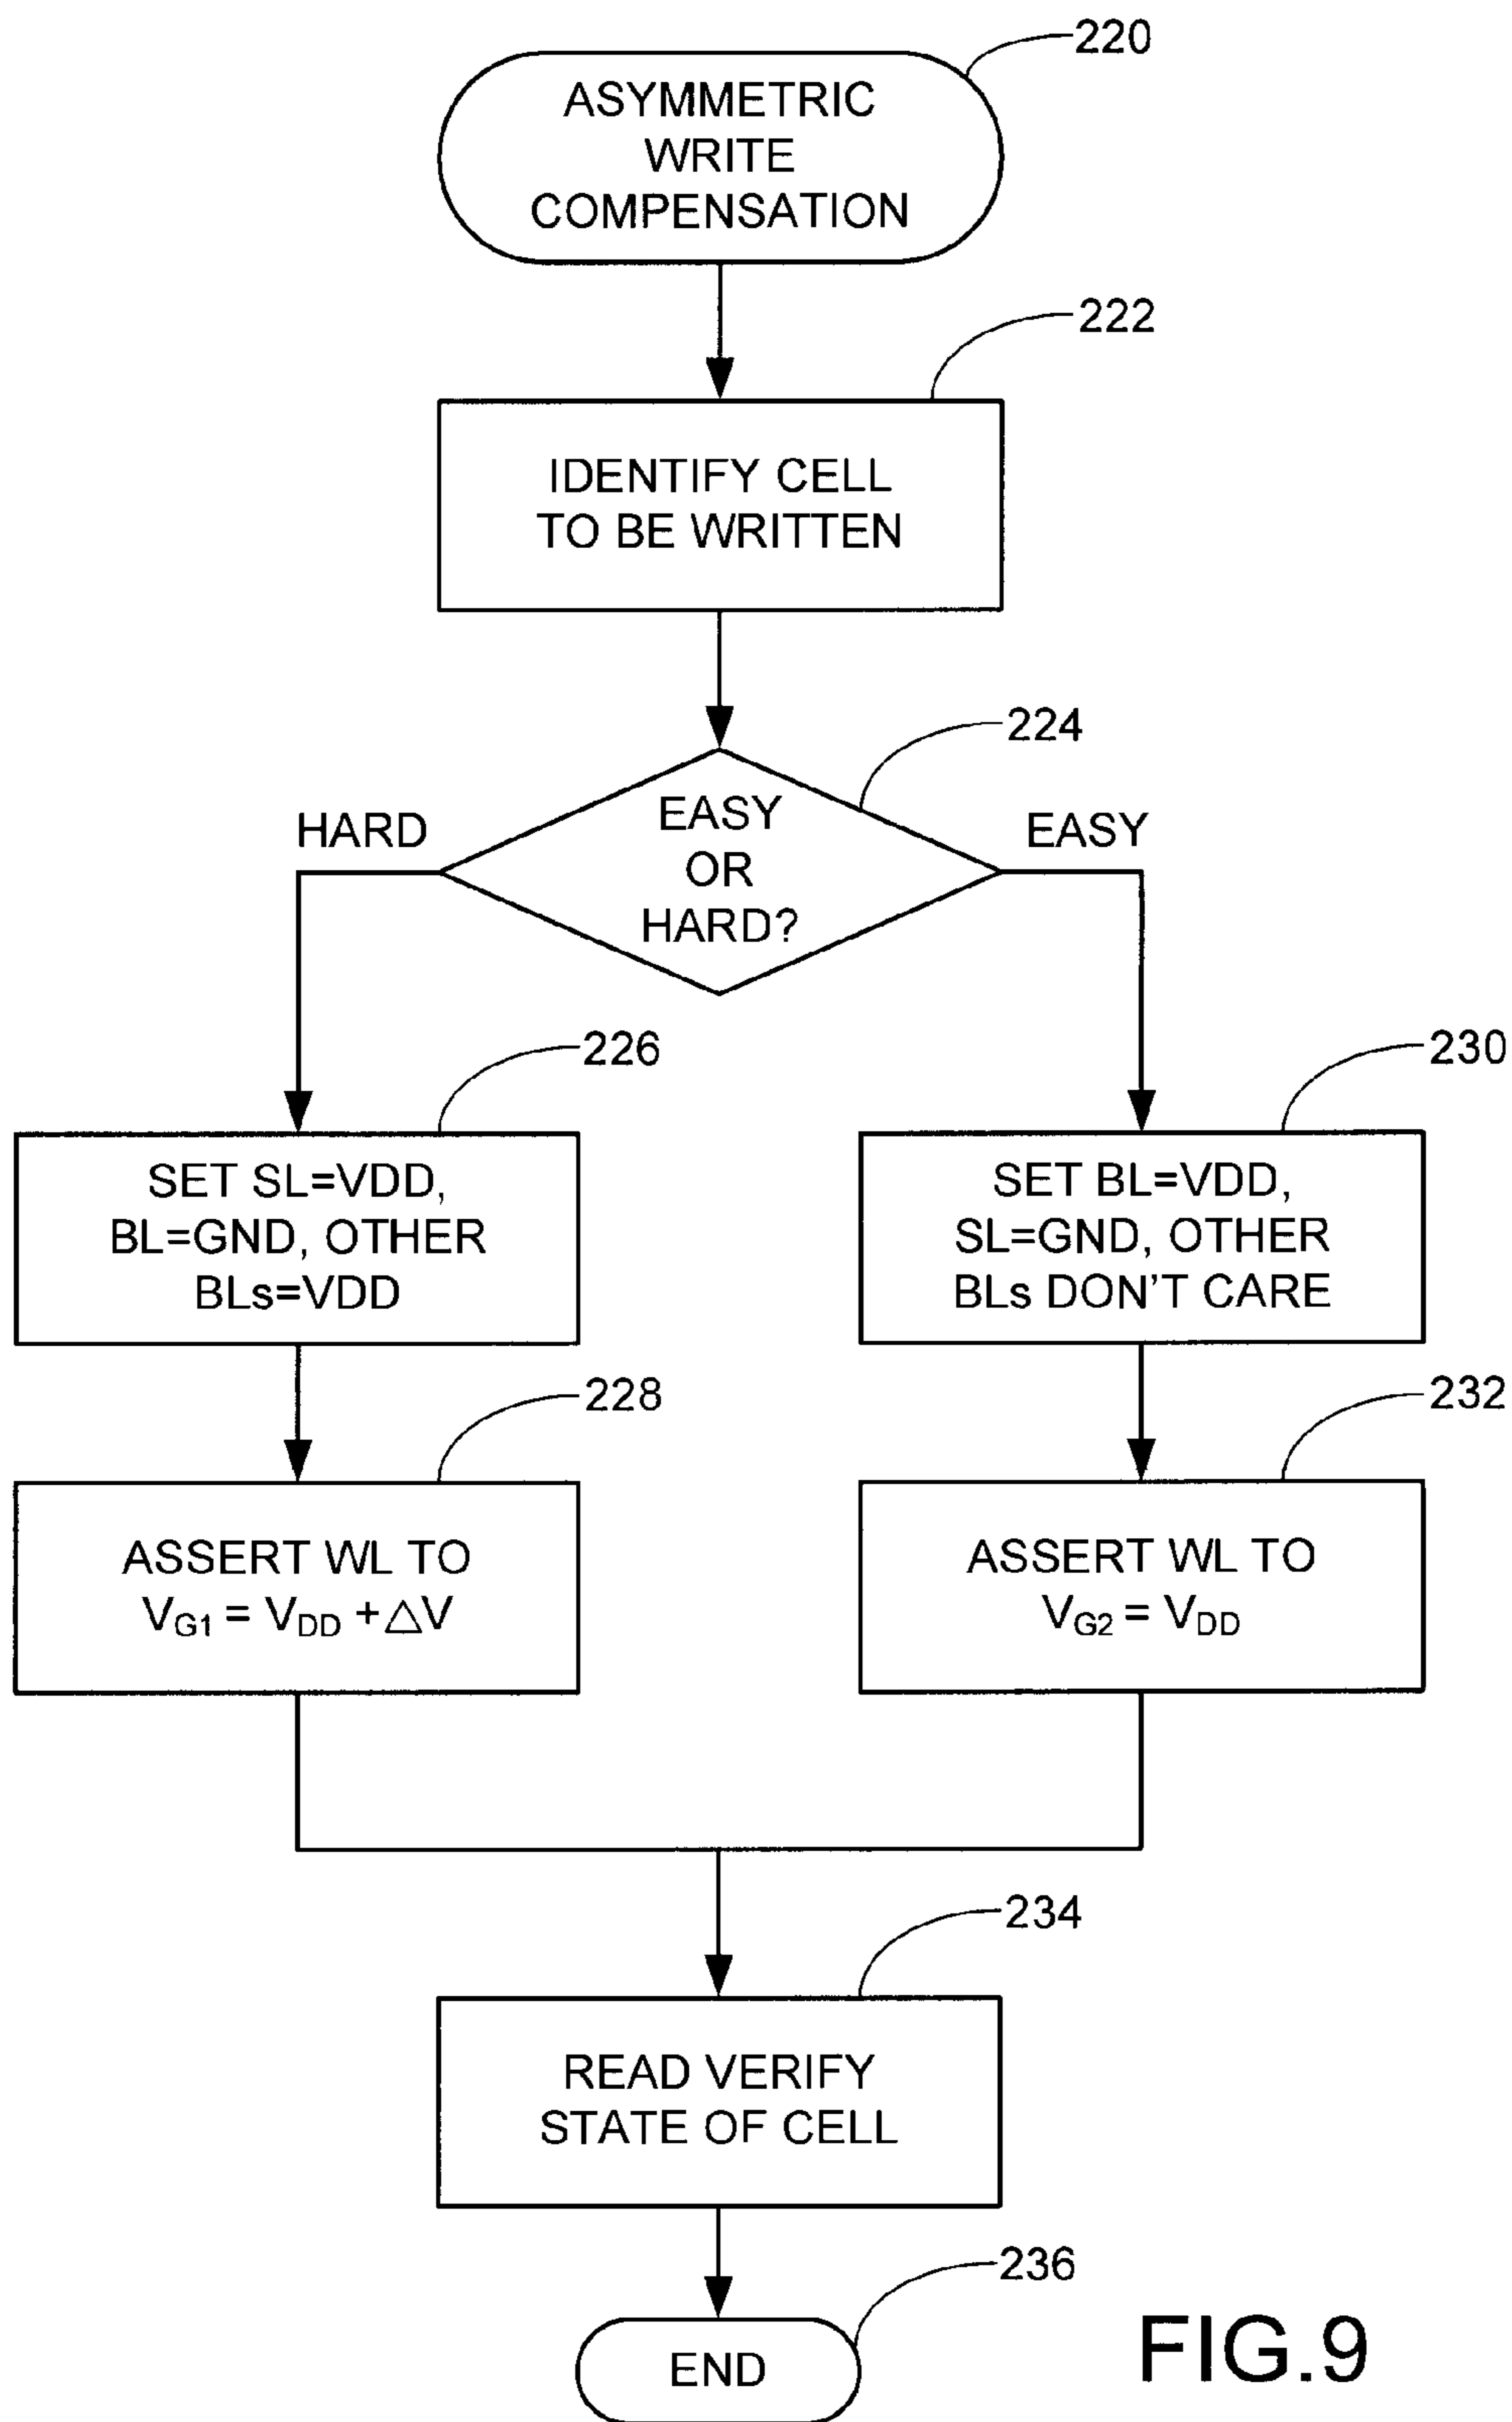 220
ASYMMETRIC
WRITE
COMPENSATION
222
IDENTIFY CELL
TO BE WRITTEN
224
HARD
EASY
OR
HARD?
EASY
226
SET SL=VDD,
BL=GND, OTHER
BLs=VDD
230
SET BL=VDD,
SL=GND, OTHER
BLs DON'T CARE
228
ASSERT WL TO
VG1 = VDD +△V
232
ASSERT WL TO
VG2 = VDD
234
READ VERIFY
STATE OF CELL
236
END
FIG.9